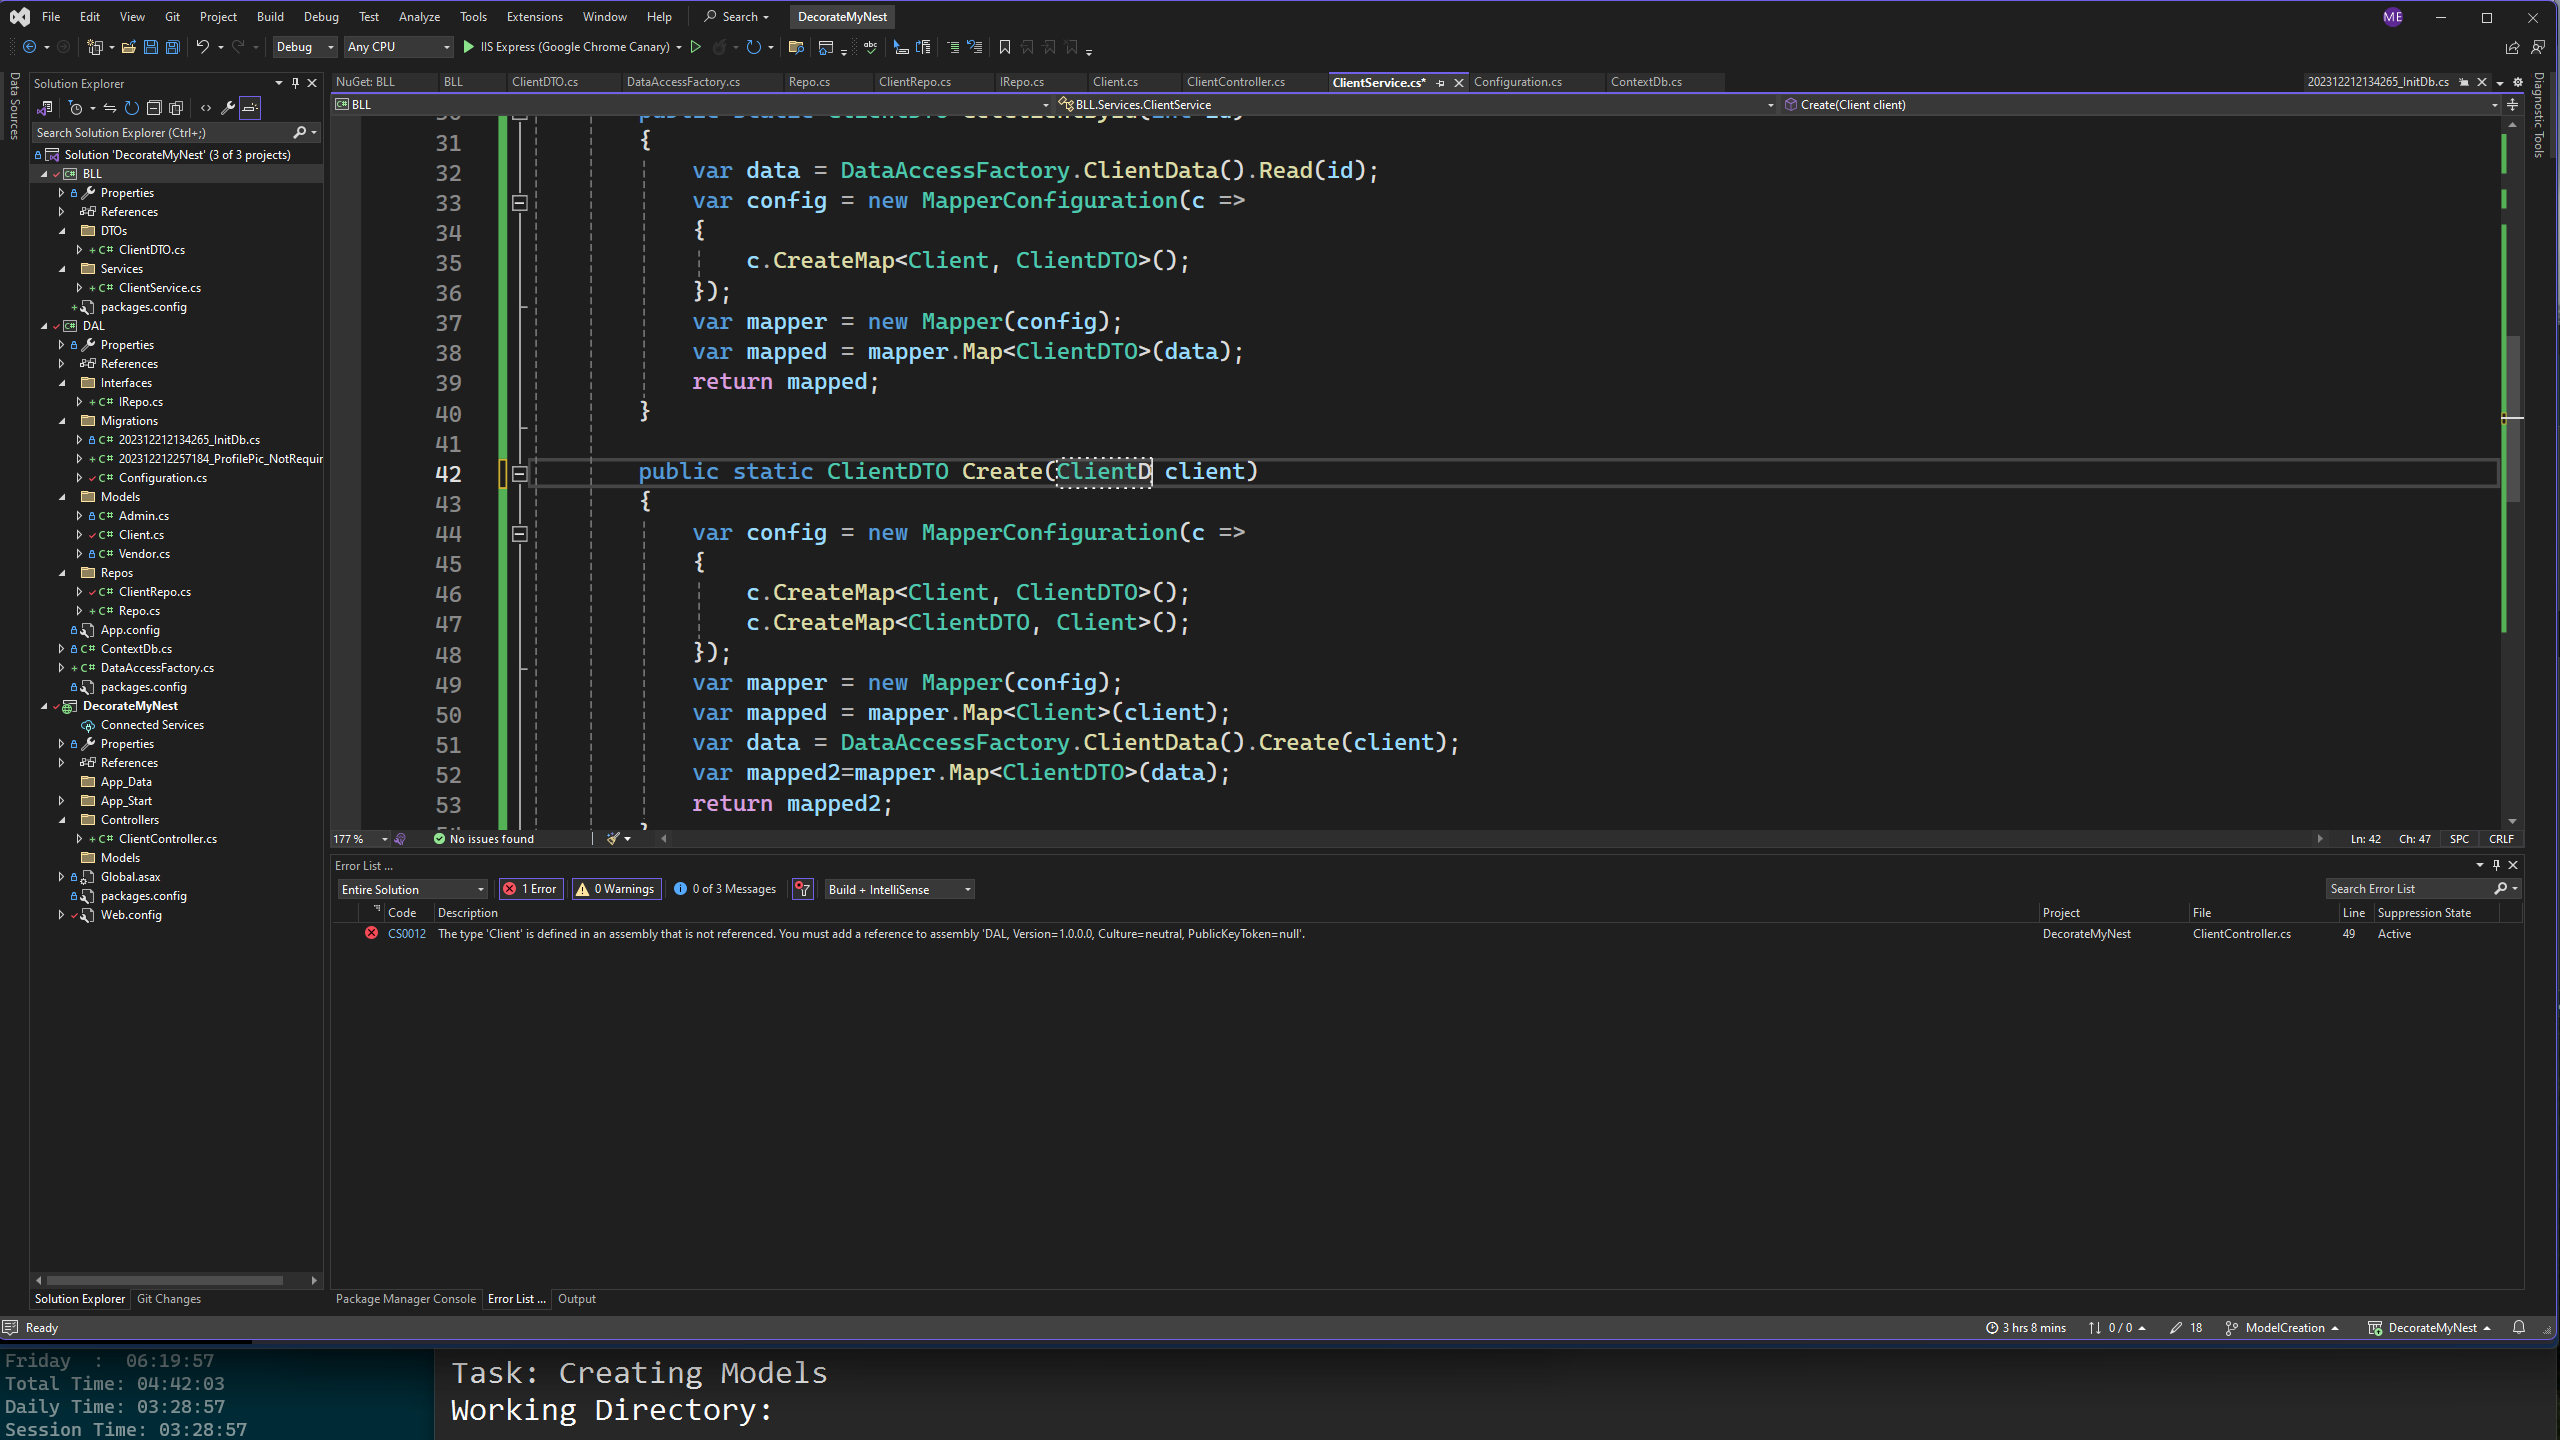 File Edit View Git Project Build Debug Test Analyze Tools Extensions Window Help Search DecorateMyNest ME
Debug Any CPU IIS Express (Google Chrome Canary)
Data Sources
Solution Explorer
Search Solution Explorer (Ctrl+;)
Solution 'DecorateMyNest' (3 of 3 projects)
BLL
Properties
References
DTOs
C# ClientDTO.cs
Services
C# ClientService.cs
packages.config
DAL
Properties
References
Interfaces
C# IRepo.cs
Migrations
C# 202312212134265_InitDb.cs
C# 202312212257184_ProfilePic_NotRequir
C# Configuration.cs
Models
C# Admin.cs
C# Client.cs
C# Vendor.cs
Repos
C# ClientRepo.cs
C# Repo.cs
App.config
C# ContextDb.cs
C# DataAccessFactory.cs
packages.config
DecorateMyNest
Connected Services
Properties
References
App_Data
App_Start
Controllers
C# ClientController.cs
Models
Global.asax
packages.config
Web.config
Solution Explorer Git Changes
NuGet: BLL BLL ClientDTO.cs DataAccessFactory.cs Repo.cs ClientRepo.cs IRepo.cs Client.cs ClientController.cs ClientService.cs* Configuration.cs ContextDb.cs 202312212134265_InitDb.cs
Diagnostic Tools
C# BLL BLL.Services.ClientService Create(Client client)
31 {
32 var data = DataAccessFactory.ClientData().Read(id);
33 var config = new MapperConfiguration(c =>
34 {
35 c.CreateMap<Client, ClientDTO>();
36 });
37 var mapper = new Mapper(config);
38 var mapped = mapper.Map<ClientDTO>(data);
39 return mapped;
40 }
41
42 public static ClientDTO Create(ClientD client)
43 {
44 var config = new MapperConfiguration(c =>
45 {
46 c.CreateMap<Client, ClientDTO>();
47 c.CreateMap<ClientDTO, Client>();
48 });
49 var mapper = new Mapper(config);
50 var mapped = mapper.Map<Client>(client);
51 var data = DataAccessFactory.ClientData().Create(client);
52 var mapped2=mapper.Map<ClientDTO>(data);
53 return mapped2;
177 % No issues found Ln: 42 Ch: 47 SPC CRLF
Error List ...
Entire Solution 1 Error 0 Warnings 0 of 3 Messages Build + IntelliSense Search Error List
Code Description Project File Line Suppression State
CS0012 The type 'Client' is defined in an assembly that is not referenced. You must add a reference to assembly 'DAL, Version=1.0.0.0, Culture=neutral, PublicKeyToken=null'. DecorateMyNest ClientController.cs 49 Active
Package Manager Console Error List ... Output
Ready 3 hrs 8 mins 0 / 0 18 ModelCreation DecorateMyNest
Friday : 06:19:57
Total Time: 04:42:03
Daily Time: 03:28:57
Session Time: 03:28:57
Task: Creating Models
Working Directory: